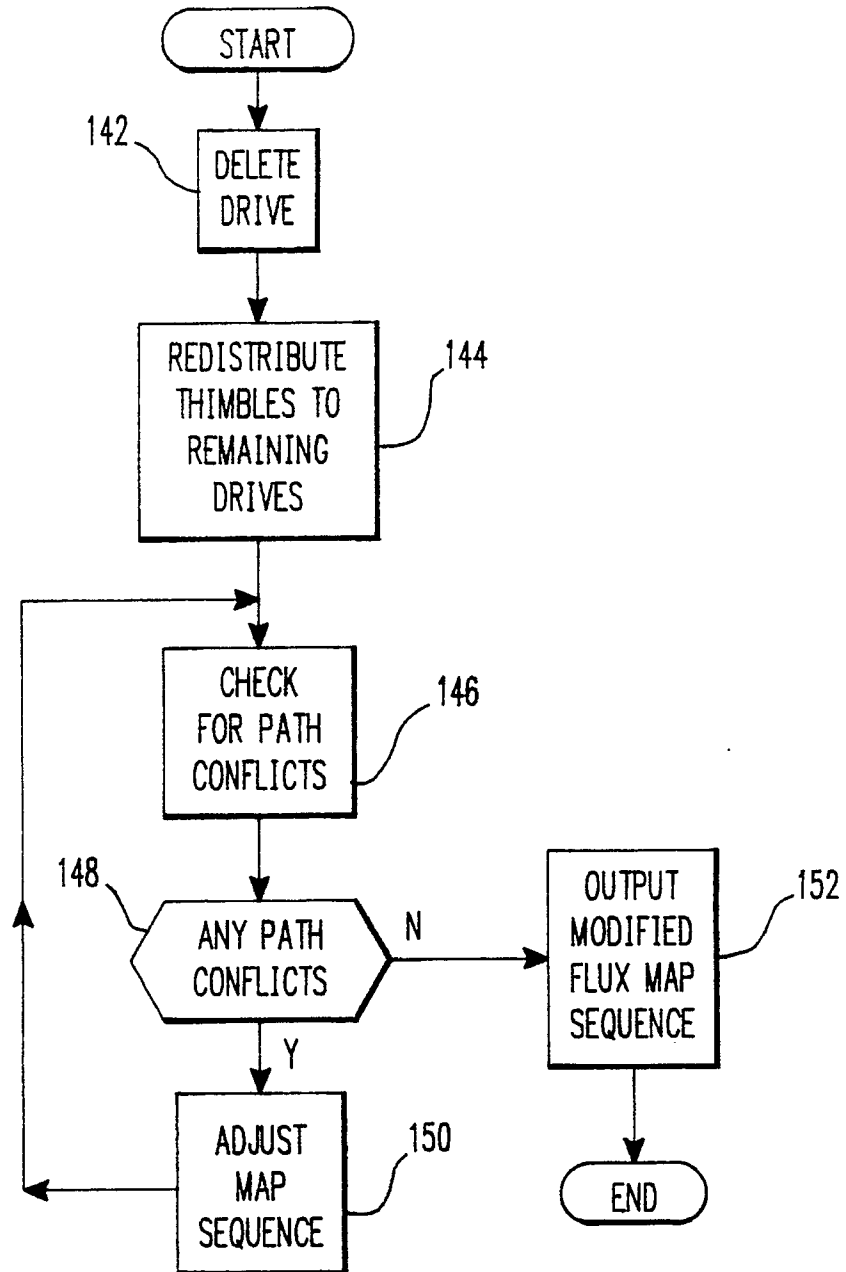 START
142
DELETE
DRIVE
REDISTRIBUTE
THIMBLES TO
REMAINING
DRIVES
144
CHECK
FOR PATH
CONFLICTS
146
148
ANY PATH
CONFLICTS
N
Y
OUTPUT
MODIFIED
FLUX MAP
SEQUENCE
152
ADJUST
MAP
SEQUENCE
150
END